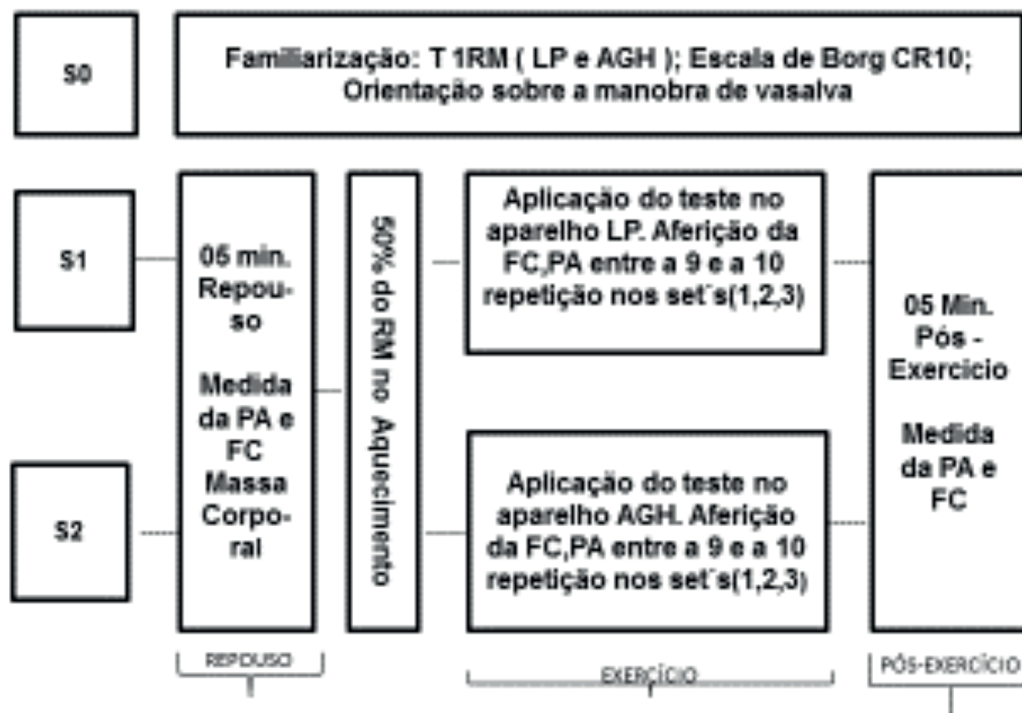 S0
Familiarização: T 1RM ( LP e AGH ); Escala de Borg CR10;
Orientação sobre a manobra de vasalva
S1
05 min.
Repou-
so
Medida
da PA e
FC
Massa
Corpo-
ral
50% do RM no Aquecimento
Aplicação do teste no
aparelho LP. Aferição da
FC,PA entre a 9 e a 10
repetição nos set´s(1,2,3)
05 Min.
Pós -
Exercicio
Medida
da PA e
FC
S2
Aplicação do teste no
aparelho AGH. Aferição
da FC,PA entre a 9 e a 10
repetição nos set´s(1,2,3)
REPOUSO
EXERCÍCIO
PÓS-EXERCÍCIO